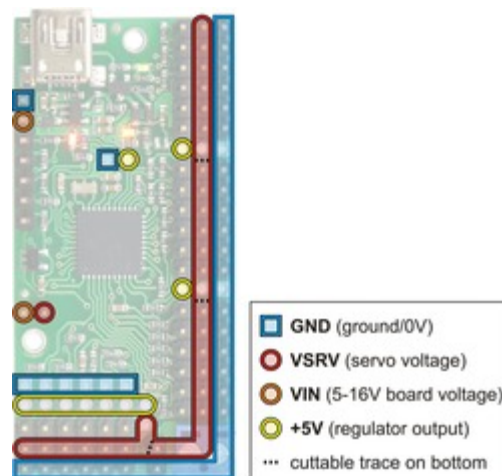 GND (ground/0V)
VSRV (servo voltage)
VIN (5-16V board voltage)
+5V (regulator output)
cuttable trace on bottom